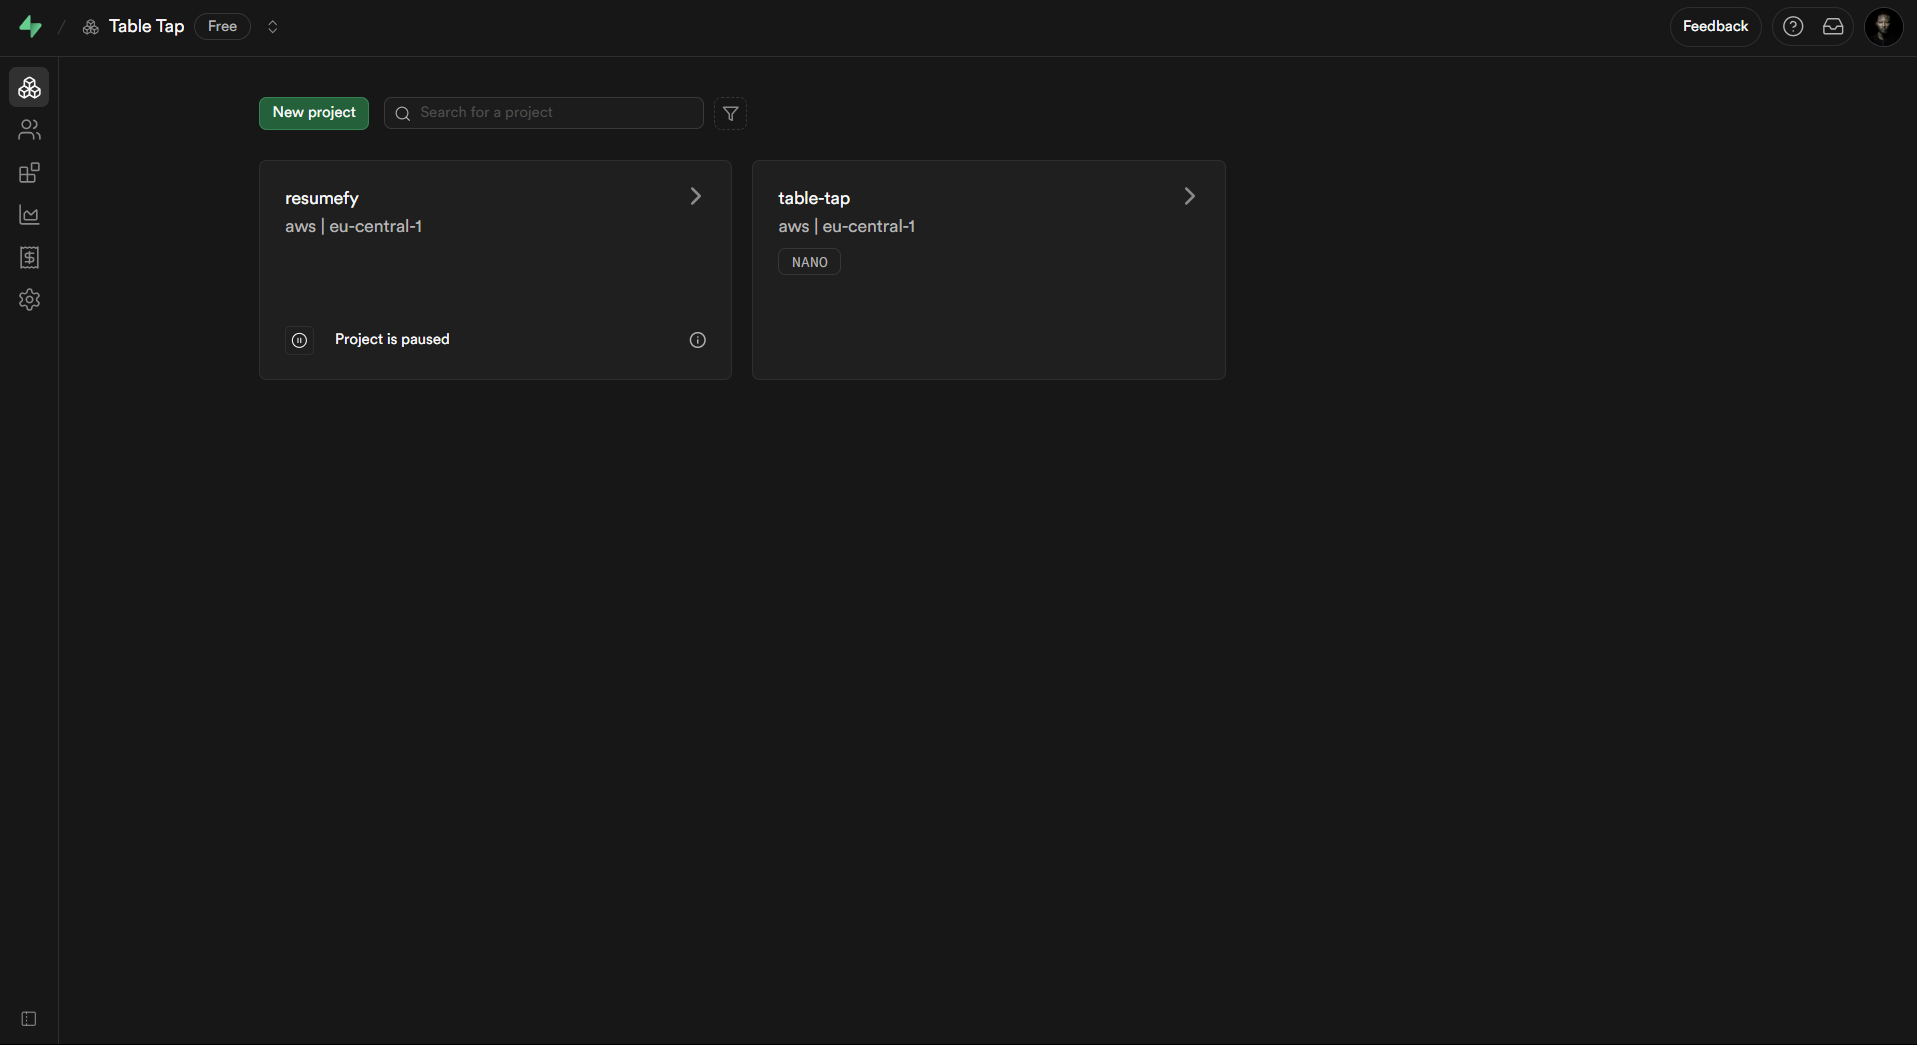 Table Tap Free
Feedback
New project
Search for a project
resumefy
aws | eu-central-1
Project is paused
table-tap
aws | eu-central-1
NANO